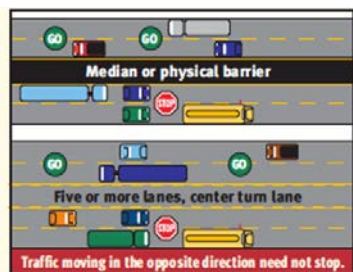 GO GO
Median or physical barrier
STOP
GO GO
Five or more lanes, center turn lane
STOP
Traffic moving in the opposite direction need not stop.